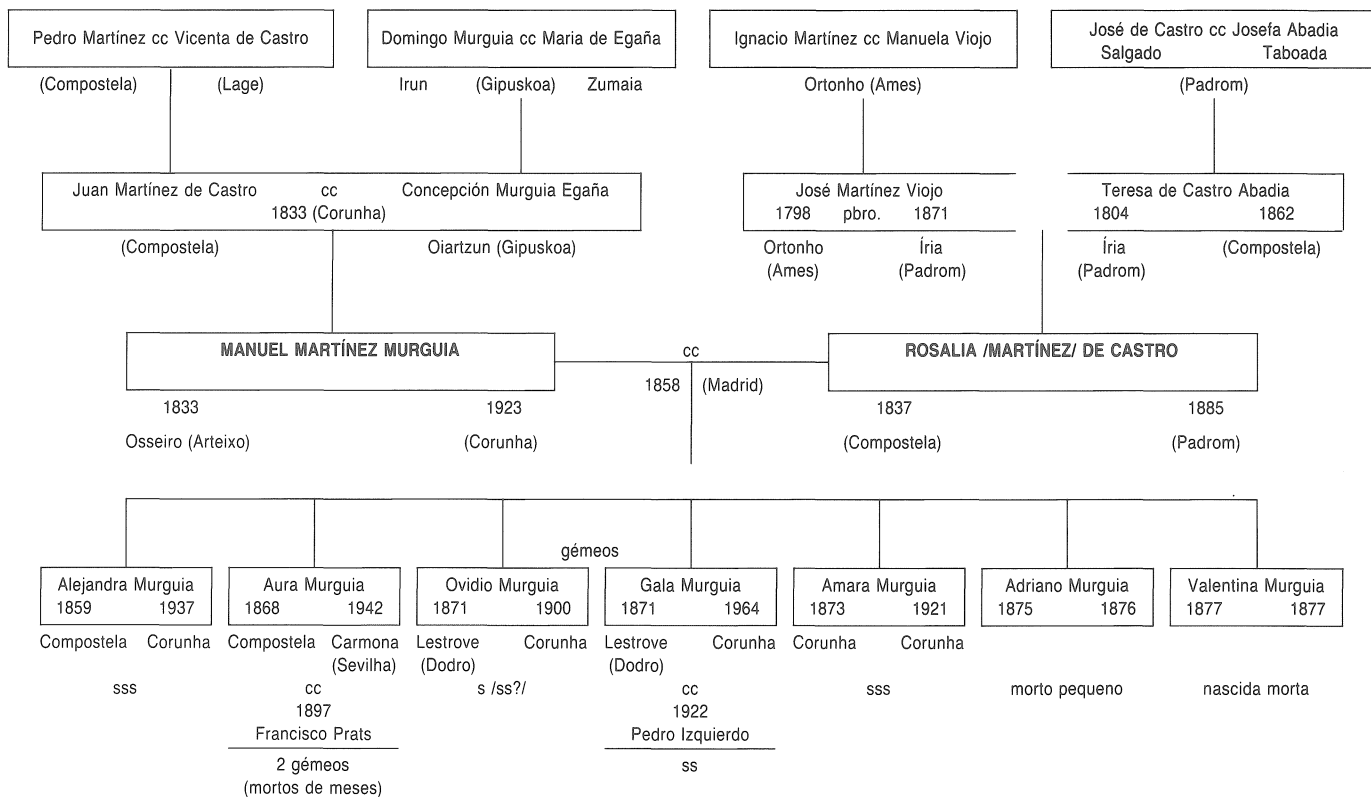 Pedro Martínez cc Vicenta de Castro
(Compostela) (Lage)
Domingo Murguia cc Maria de Egaña
Irun (Gipuskoa) Zumaia
Ignacio Martínez cc Manuela Viojo
Ortonho (Ames)
José de Castro cc Josefa Abadia
Salgado Taboada
(Padrom)
Juan Martínez de Castro cc Concepción Murguia Egaña
1833 (Corunha)
(Compostela) Oiartzun (Gipuskoa)
José Martínez Viojo
1798 pbro. 1871
Ortonho Íria
(Ames) (Padrom)
Teresa de Castro Abadia
1804 1862
Íria (Compostela)
(Padrom)
MANUEL MARTÍNEZ MURGUIA
1833 1923
Osseiro (Arteixo) (Corunha)
cc
1858 (Madrid)
ROSALIA /MARTÍNEZ/ DE CASTRO
1837 1885
(Compostela) (Padrom)
gémeos
Alejandra Murguia
1859 1937
Compostela Corunha
sss
Aura Murguia
1868 1942
Compostela Carmona
(Sevilha)
cc
1897
Francisco Prats
2 gémeos
(mortos de meses)
Ovidio Murguia
1871 1900
Lestrove Corunha
(Dodro)
s /ss?/
Gala Murguia
1871 1964
Lestrove Corunha
(Dodro)
cc
1922
Pedro Izquierdo
ss
Amara Murguia
1873 1921
Corunha Corunha
sss
Adriano Murguia
1875 1876
morto pequeno
Valentina Murguia
1877 1877
nascida morta